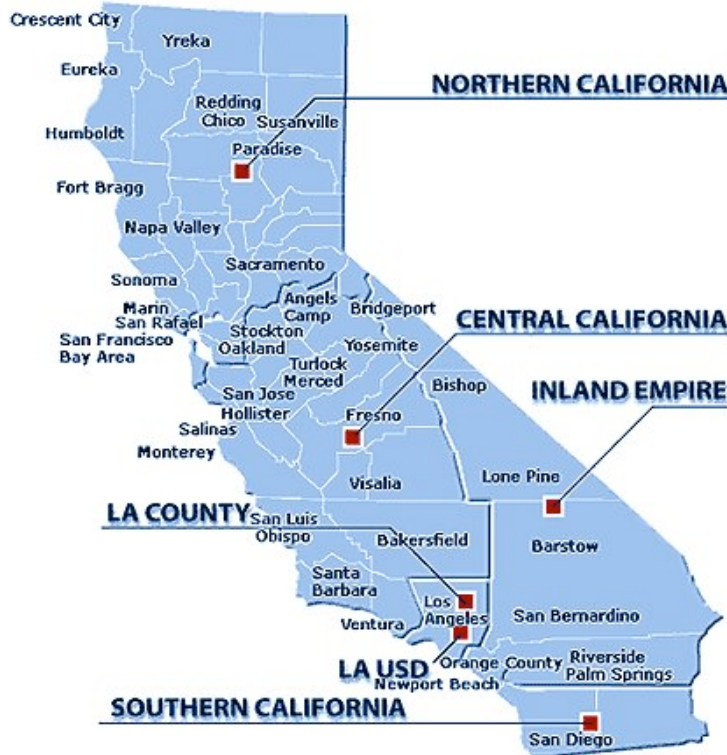 Crescent City
Yreka
Eureka
NORTHERN CALIFORNIA
Redding
Chico
Susanville
Humboldt
Paradise
Fort Bragg
Napa Valley
Sacramento
Sonoma
Angels
Camp
Marin
San Rafael
Bridgeport
San Francisco
Bay Area
Stockton
Oakland
CENTRAL CALIFORNIA
Yosemite
Turlock
Merced
Bishop
San Jose
Hollister
INLAND EMPIRE
Fresno
Salinas
Monterey
Lone Pine
Visalia
LA COUNTY
San Luis
Obispo
Bakersfield
Barstow
Santa
Barbara
Los
Angeles
San Bernardino
Ventura
LA USD
Orange County
Newport Beach
Riverside
Palm Springs
SOUTHERN CALIFORNIA
San Diego